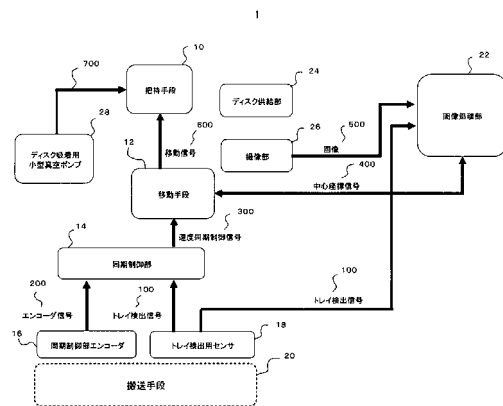 1
10
700
把持手段
24
ディスク供給部
22
画像処理部
28
ディスク吸着用
小型真空ポンプ
600
移動信号
26
撮像部
500
画像
12
移動手段
400
中心座標信号
300
速度同期制御信号
14
同期制御部
200
エンコーダ信号
100
トレイ検出信号
100
トレイ検出信号
16
同期制御部エンコーダ
18
トレイ検出用センサ
20
搬送手段